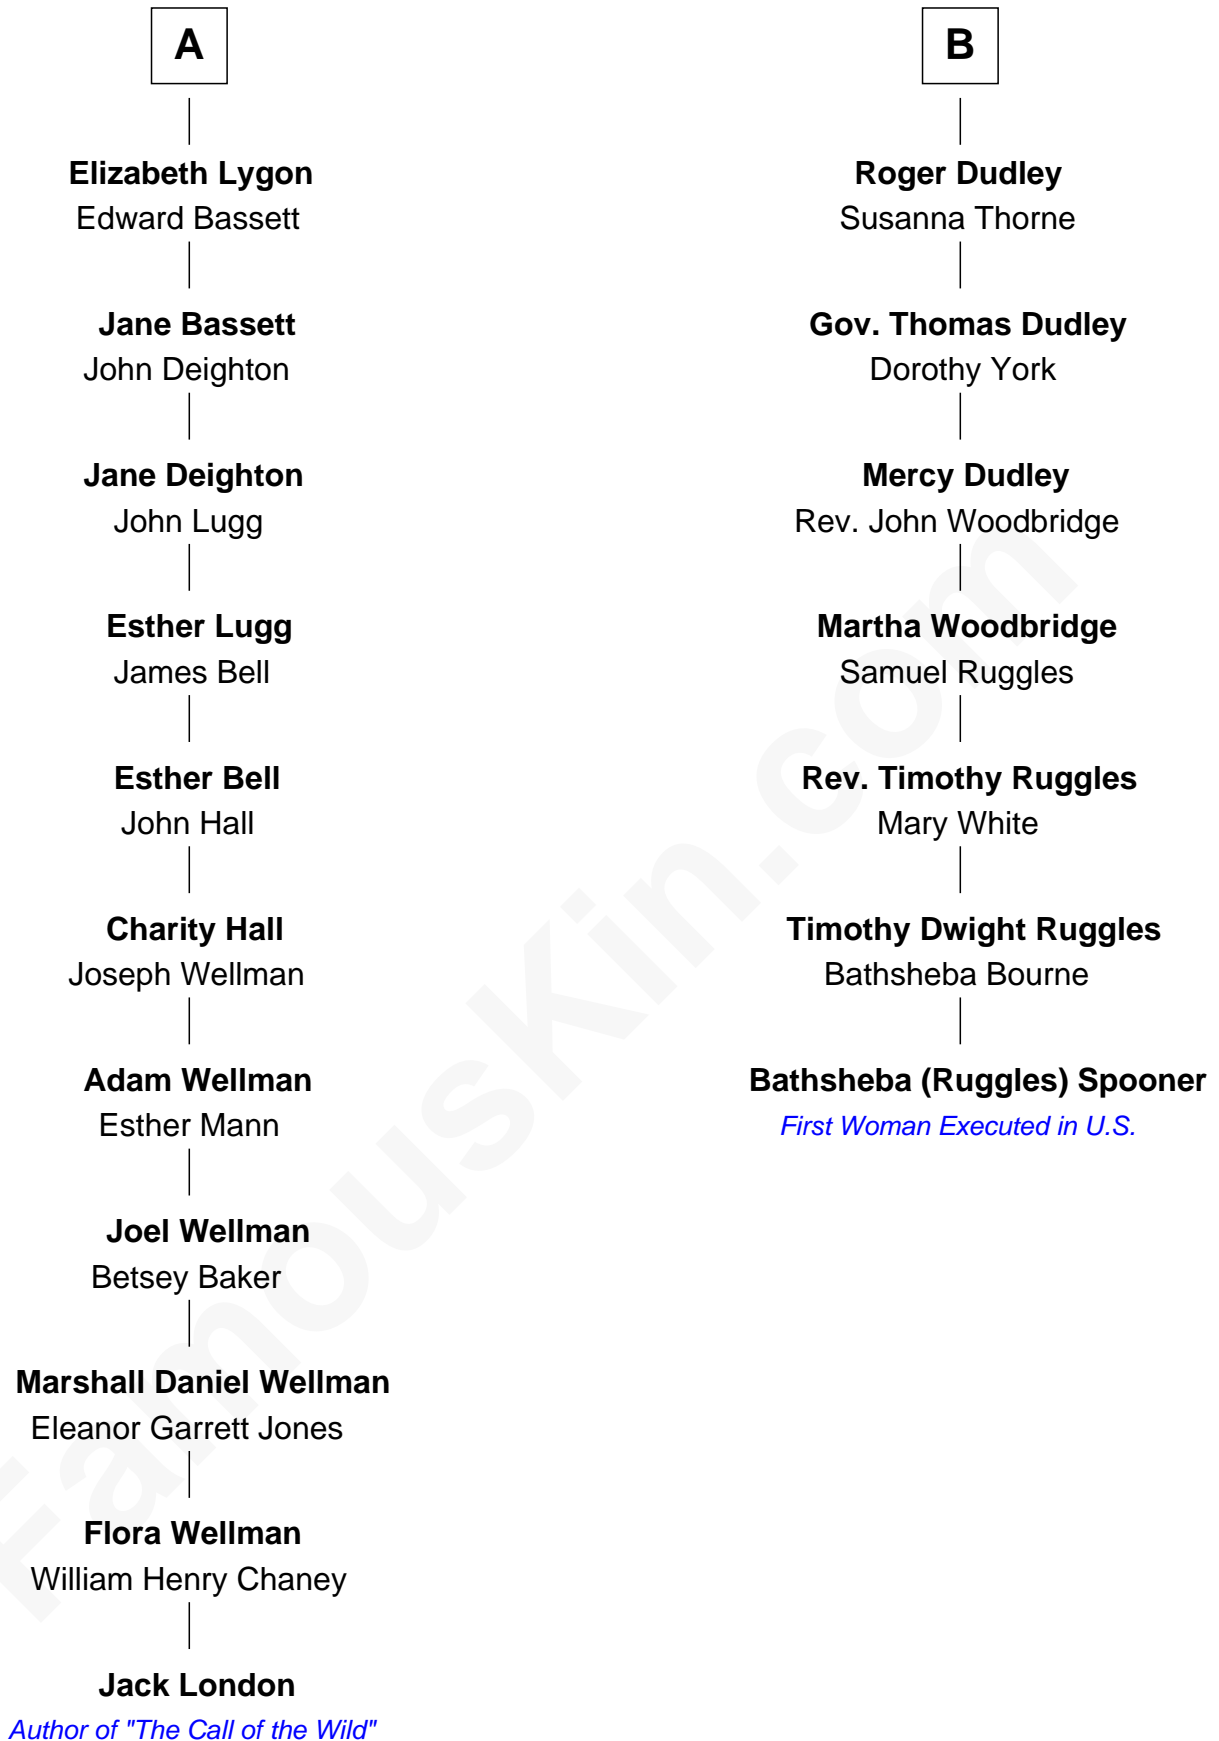 A
Elizabeth Lygon
Edward Bassett
Jane Bassett
John Deighton
Jane Deighton
John Lugg
Esther Lugg
James Bell
Esther Bell
John Hall
Charity Hall
Joseph Wellman
Adam Wellman
Esther Mann
Joel Wellman
Betsey Baker
Marshall Daniel Wellman
Eleanor Garrett Jones
Flora Wellman
William Henry Chaney
Jack London
Author of "The Call of the Wild"
B
Roger Dudley
Susanna Thorne
Gov. Thomas Dudley
Dorothy York
Mercy Dudley
Rev. John Woodbridge
Martha Woodbridge
Samuel Ruggles
Rev. Timothy Ruggles
Mary White
Timothy Dwight Ruggles
Bathsheba Bourne
Bathsheba (Ruggles) Spooner
First Woman Executed in U.S.
FamousKin.com